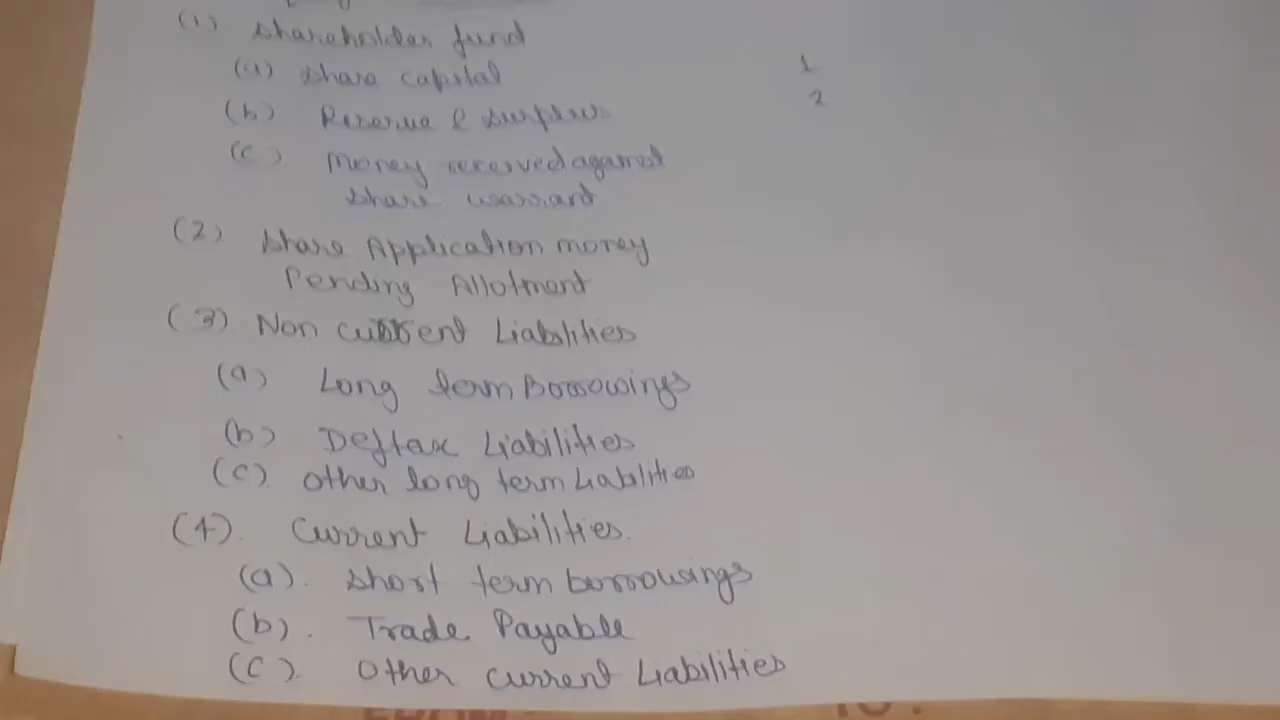 (1) Shareholder fund
(a) Share capital 1
(b) Reserve & Surplus 2
(c) Money received against
Share warrant
(2) Share Application money
Pending Allotment
(3) Non current Liabilities
(a) Long term Borrowings
(b) Def tax Liabilities
(c). Other long term Liabilities
(4). Current Liabilities.
(a). Short term borrowings
(b). Trade Payable
(c). Other current Liabilities